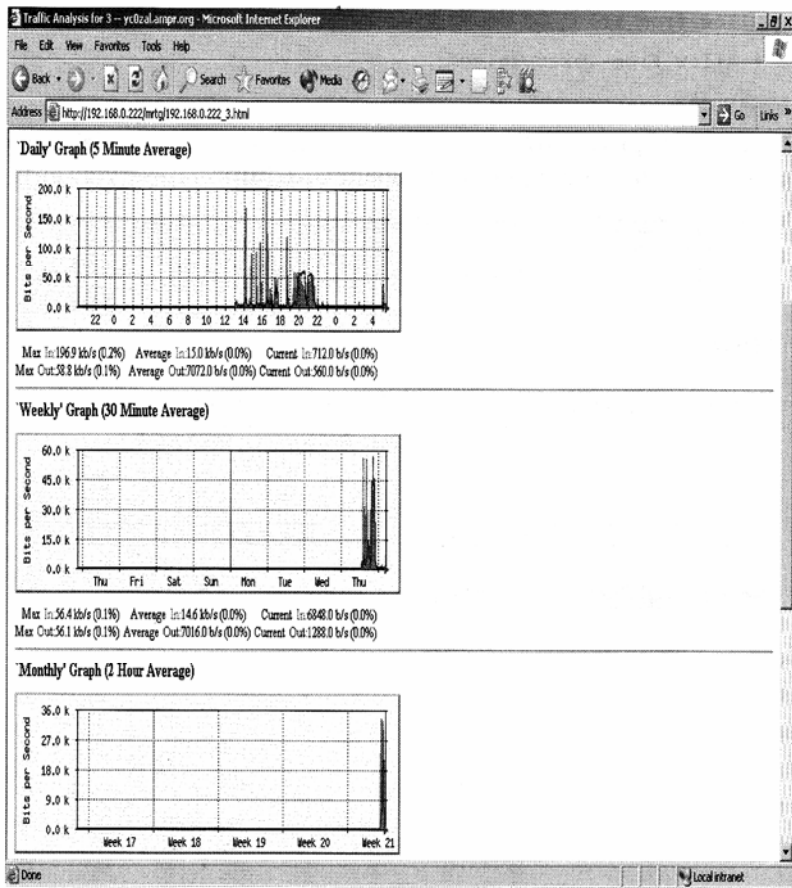 Traffic Analysis for 3 -- yc0zal.ampr.org - Microsoft Internet Explorer
File Edit View Favorites Tools Help
Back Search Favorites Media
Address http://192.168.0.222/mrtg/192.168.0.222_3.html Go Links »
`Daily' Graph (5 Minute Average)
Bits per Second
200.0 k
150.0 k
100.0 k
50.0 k
0.0 k
22 0 2 4 6 8 10 12 14 16 18 20 22 0 2 4
Max In:196.9 kb/s (0.2%) Average In:15.0 kb/s (0.0%) Current In:712.0 b/s (0.0%)
Max Out:58.8 kb/s (0.1%) Average Out:7072.0 b/s (0.0%) Current Out:560.0 b/s (0.0%)
`Weekly' Graph (30 Minute Average)
Bits per Second
60.0 k
45.0 k
30.0 k
15.0 k
0.0 k
Thu Fri Sat Sun Mon Tue Wed Thu
Max In:56.4 kb/s (0.1%) Average In:14.6 kb/s (0.0%) Current In:6848.0 b/s (0.0%)
Max Out:56.1 kb/s (0.1%) Average Out:7016.0 b/s (0.0%) Current Out:1288.0 b/s (0.0%)
`Monthly' Graph (2 Hour Average)
Bits per Second
36.0 k
27.0 k
18.0 k
9.0 k
0.0 k
Week 17 Week 18 Week 19 Week 20 Week 21
Done Local intranet